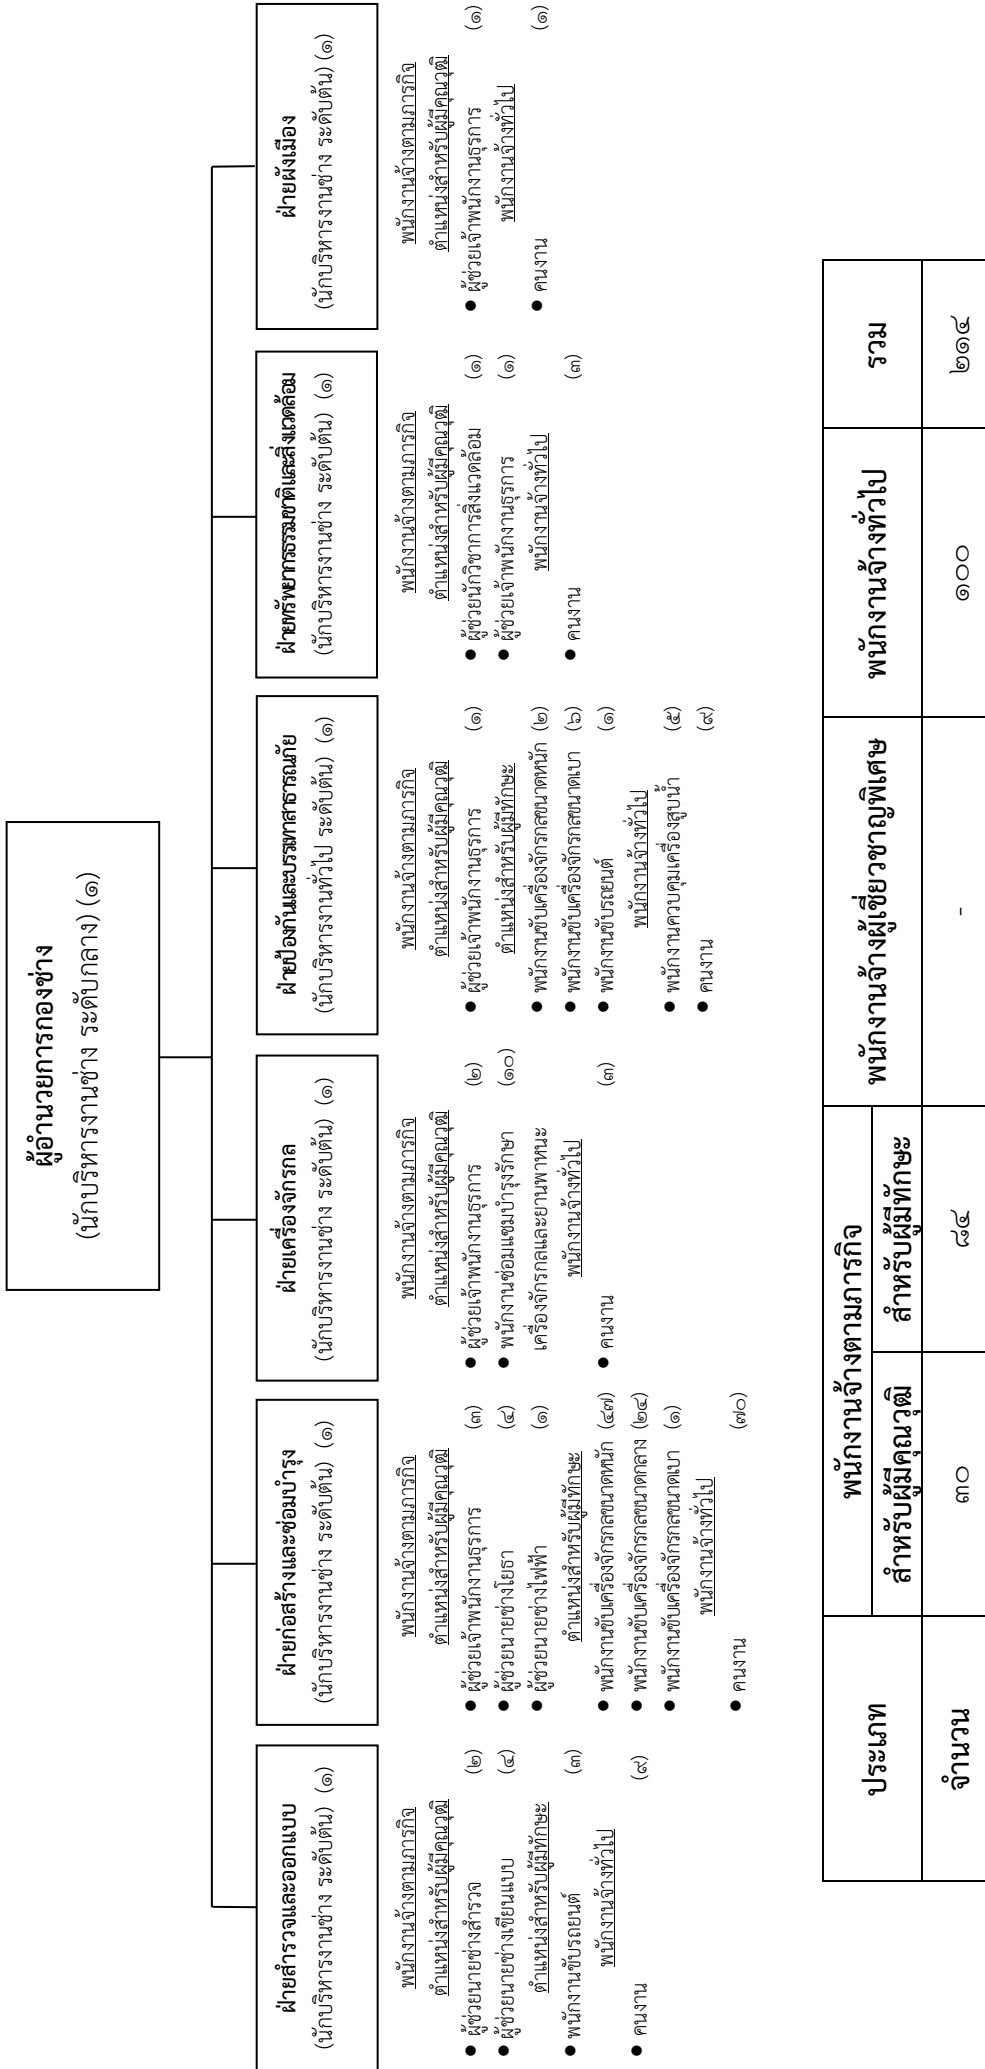 ผู้อำนวยการกองช่าง
(นักบริหารงานช่าง ระดับกลาง) (๑)
ฝ่ายสำรวจและออกแบบ
(นักบริหารงานช่าง ระดับต้น) (๑)
พนักงานจ้างตามภารกิจ
ตำแหน่งสำหรับผู้มีคุณวุฒิ
● ผู้ช่วยนายช่างสำรวจ (๒)
● ผู้ช่วยนายช่างเขียนแบบ (๔)
ตำแหน่งสำหรับผู้มีทักษะ
● พนักงานขับรถยนต์ (๓)
พนักงานจ้างทั่วไป
● คนงาน (๙)
ฝ่ายก่อสร้างและซ่อมบำรุง
(นักบริหารงานช่าง ระดับต้น) (๑)
พนักงานจ้างตามภารกิจ
ตำแหน่งสำหรับผู้มีคุณวุฒิ
● ผู้ช่วยเจ้าพนักงานธุรการ (๓)
● ผู้ช่วยนายช่างโยธา (๔)
● ผู้ช่วยนายช่างไฟฟ้า (๑)
ตำแหน่งสำหรับผู้มีทักษะ
● พนักงานขับเครื่องจักรกลขนาดหนัก (๔๗)
● พนักงานขับเครื่องจักรกลขนาดกลาง (๒๔)
● พนักงานขับเครื่องจักรกลขนาดเบา (๑)
พนักงานจ้างทั่วไป
● คนงาน (๗๐)
ฝ่ายเครื่องจักรกล
(นักบริหารงานช่าง ระดับต้น) (๑)
พนักงานจ้างตามภารกิจ
ตำแหน่งสำหรับผู้มีคุณวุฒิ
● ผู้ช่วยเจ้าพนักงานธุรการ (๒)
● พนักงานซ่อมแซมบำรุงรักษา (๑๐)
เครื่องจักรกลและยานพาหนะ
พนักงานจ้างทั่วไป
● คนงาน (๓)
ฝ่ายป้องกันและบรรเทาสาธารณภัย
(นักบริหารงานทั่วไป ระดับต้น) (๑)
พนักงานจ้างตามภารกิจ
ตำแหน่งสำหรับผู้มีคุณวุฒิ
● ผู้ช่วยเจ้าพนักงานธุรการ (๑)
ตำแหน่งสำหรับผู้มีทักษะ
● พนักงานขับเครื่องจักรกลขนาดหนัก (๒)
● พนักงานขับเครื่องจักรกลขนาดเบา (๖)
● พนักงานขับรถยนต์ (๑)
พนักงานจ้างทั่วไป
● พนักงานควบคุมเครื่องสูบน้ำ (๕)
● คนงาน (๙)
ฝ่ายทรัพยากรธรรมชาติและสิ่งแวดล้อม
(นักบริหารงานช่าง ระดับต้น) (๑)
พนักงานจ้างตามภารกิจ
ตำแหน่งสำหรับผู้มีคุณวุฒิ
● ผู้ช่วยนักวิชาการสิ่งแวดล้อม (๑)
● ผู้ช่วยเจ้าพนักงานธุรการ (๑)
พนักงานจ้างทั่วไป
● คนงาน (๓)
ฝ่ายผังเมือง
(นักบริหารงานช่าง ระดับต้น) (๑)
พนักงานจ้างตามภารกิจ
ตำแหน่งสำหรับผู้มีคุณวุฒิ
● ผู้ช่วยเจ้าพนักงานธุรการ (๑)
พนักงานจ้างทั่วไป
● คนงาน (๑)
ประเภท พนักงานจ้างตามภารกิจ พนักงานจ้างผู้เชี่ยวชาญพิเศษ พนักงานจ้างทั่วไป รวม
สำหรับผู้มีคุณวุฒิ สำหรับผู้มีทักษะ
จำนวน ๓๐ ๘๔ - ๑๐๐ ๒๑๔